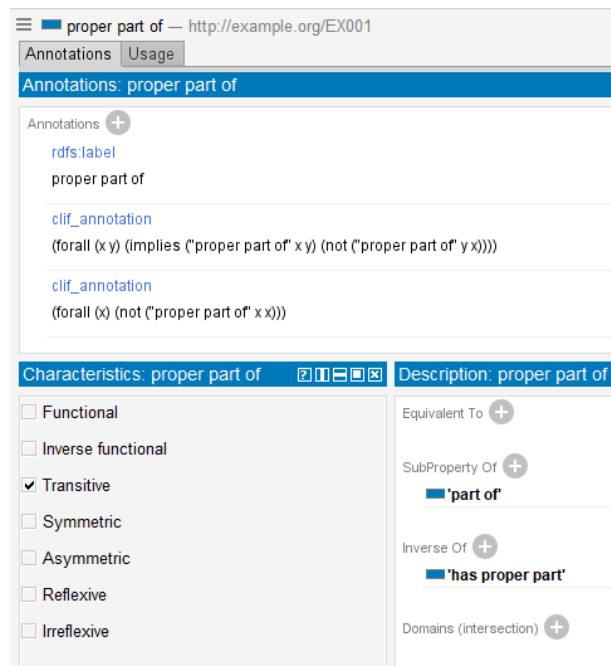 proper part of — http://example.org/EX001
Annotations Usage
Annotations: proper part of
Annotations
rdfs:label
proper part of
clif_annotation
(forall (x y) (implies ("proper part of" x y) (not ("proper part of" y x))))
clif_annotation
(forall (x) (not ("proper part of" x x)))
Characteristics: proper part of
Functional
Inverse functional
Transitive
Symmetric
Asymmetric
Reflexive
Irreflexive
Description: proper part of
Equivalent To
SubProperty Of
'part of'
Inverse Of
'has proper part'
Domains (intersection)